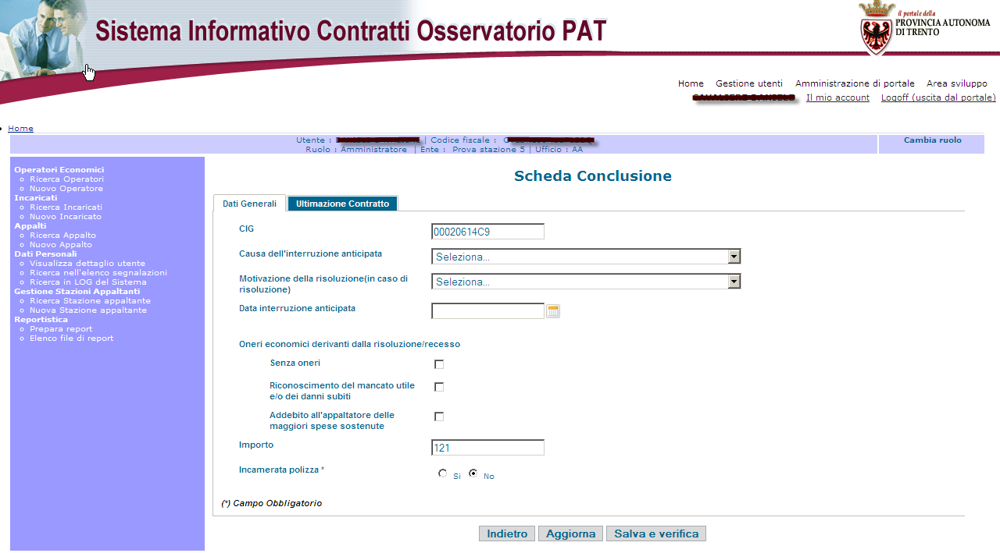 Sistema Informativo Contratti Osservatorio PAT
il portale della
PROVINCIA AUTONOMA
DI TRENTO
Home Gestione utenti Amministrazione di portale Area sviluppo
Il mio account Logoff (uscita dal portale)
Home
Utente : | Codice fiscale :
Ruolo : Amministratore | Ente : Prova stazione 5 | Ufficio : AA
Cambia ruolo
Operatori Economici
Ricerca Operatori
Nuovo Operatore
Incaricati
Ricerca Incaricati
Nuovo Incaricato
Appalti
Ricerca Appalto
Nuovo Appalto
Dati Personali
Visualizza dettaglio utente
Ricerca nell'elenco segnalazioni
Ricerca in LOG del Sistema
Gestione Stazioni Appaltanti
Ricerca Stazione appaltante
Nuova Stazione appaltante
Reportistica
Prepara report
Elenco file di report
Scheda Conclusione
Dati Generali Ultimazione Contratto
CIG 00020614C9
Causa dell'interruzione anticipata Seleziona...
Motivazione della risoluzione(in caso di
risoluzione) Seleziona...
Data interruzione anticipata
Oneri economici derivanti dalla risoluzione/recesso
Senza oneri
Riconoscimento del mancato utile
e/o dei danni subiti
Addebito all'appaltatore delle
maggiori spese sostenute
Importo 121
Incamerata polizza * Si No
(*) Campo Obbligatorio
Indietro Aggiorna Salva e verifica